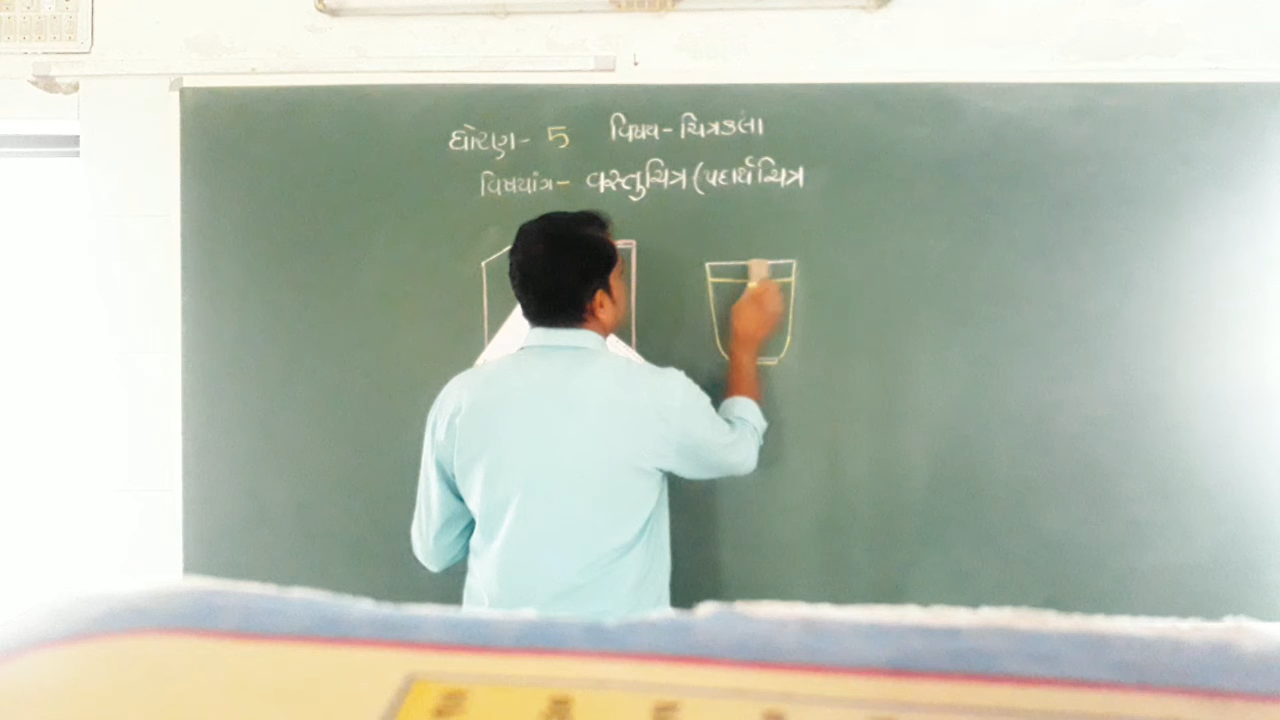 ધોરણ - 5 વિષય - ચિત્રકલા
વિષયાંગ - વસ્તુચિત્ર (પદાર્થચિત્ર